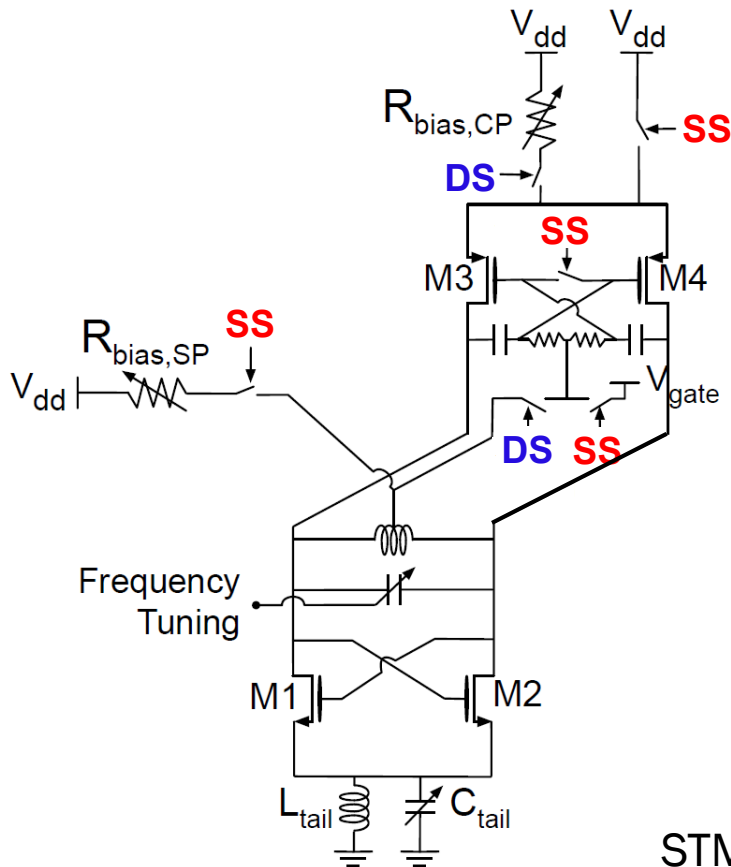 Vdd
Vdd
Rbias,CP
SS
DS
SS
M3
M4
SS
Rbias,SP
Vdd
Vgate
DS
SS
Frequency
Tuning
M1
M2
Ltail
Ctail
STM